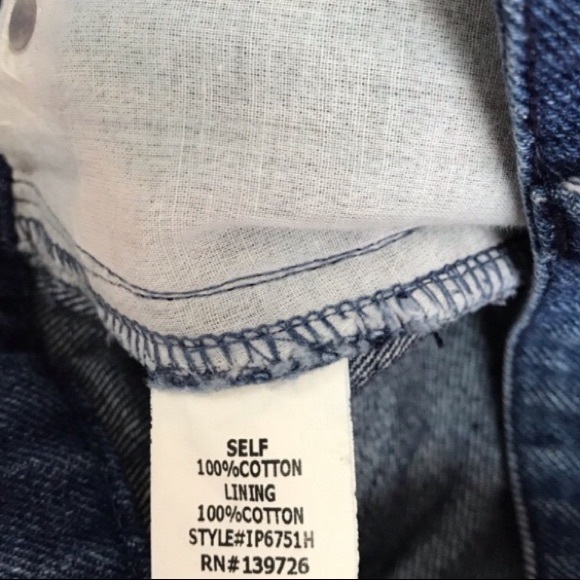 SELF
100%COTTON
LINING
100%COTTON
STYLE#IP6751H
RN#139726